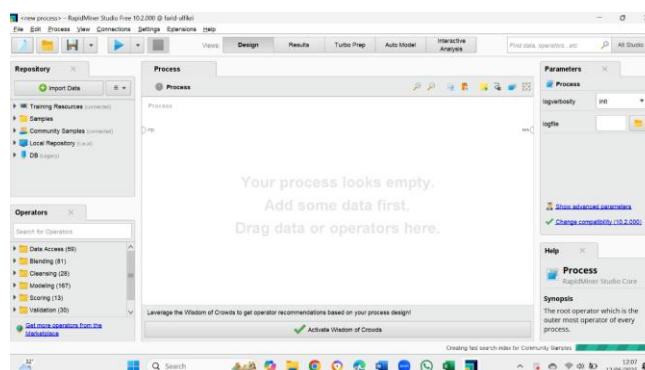 <new process> – RapidMiner Studio Free 10.2.000 @ farid-uffikri
File Edit Process View Connections Settings Extensions Help
Views: Design Results Turbo Prep Auto Model Interactive Analysis
Find data, operators...etc All Studio
Repository
Import Data
Training Resources (connected)
Samples
Community Samples (connected)
Local Repository (Local)
DB (Legacy)
Operators
Search for Operators
Data Access (59)
Blending (81)
Cleansing (28)
Modeling (167)
Scoring (13)
Validation (30)
Get more operators from the
Marketplace
Process
Process
Process
Your process looks empty.
Add some data first,
Drag data or operators here.
Leverage the Wisdom of Crowds to get operator recommendations based on your process design!
Activate Wisdom of Crowds
Parameters
Process
logverbosity init
logfile
Show advanced parameters
Change compatibility (10.2.000)
Help
Process
RapidMiner Studio Core
Synopsis
The root operator which is the
outer most operator of every
process.
Creating fast search index for Community Samples
32°
Search
12:07